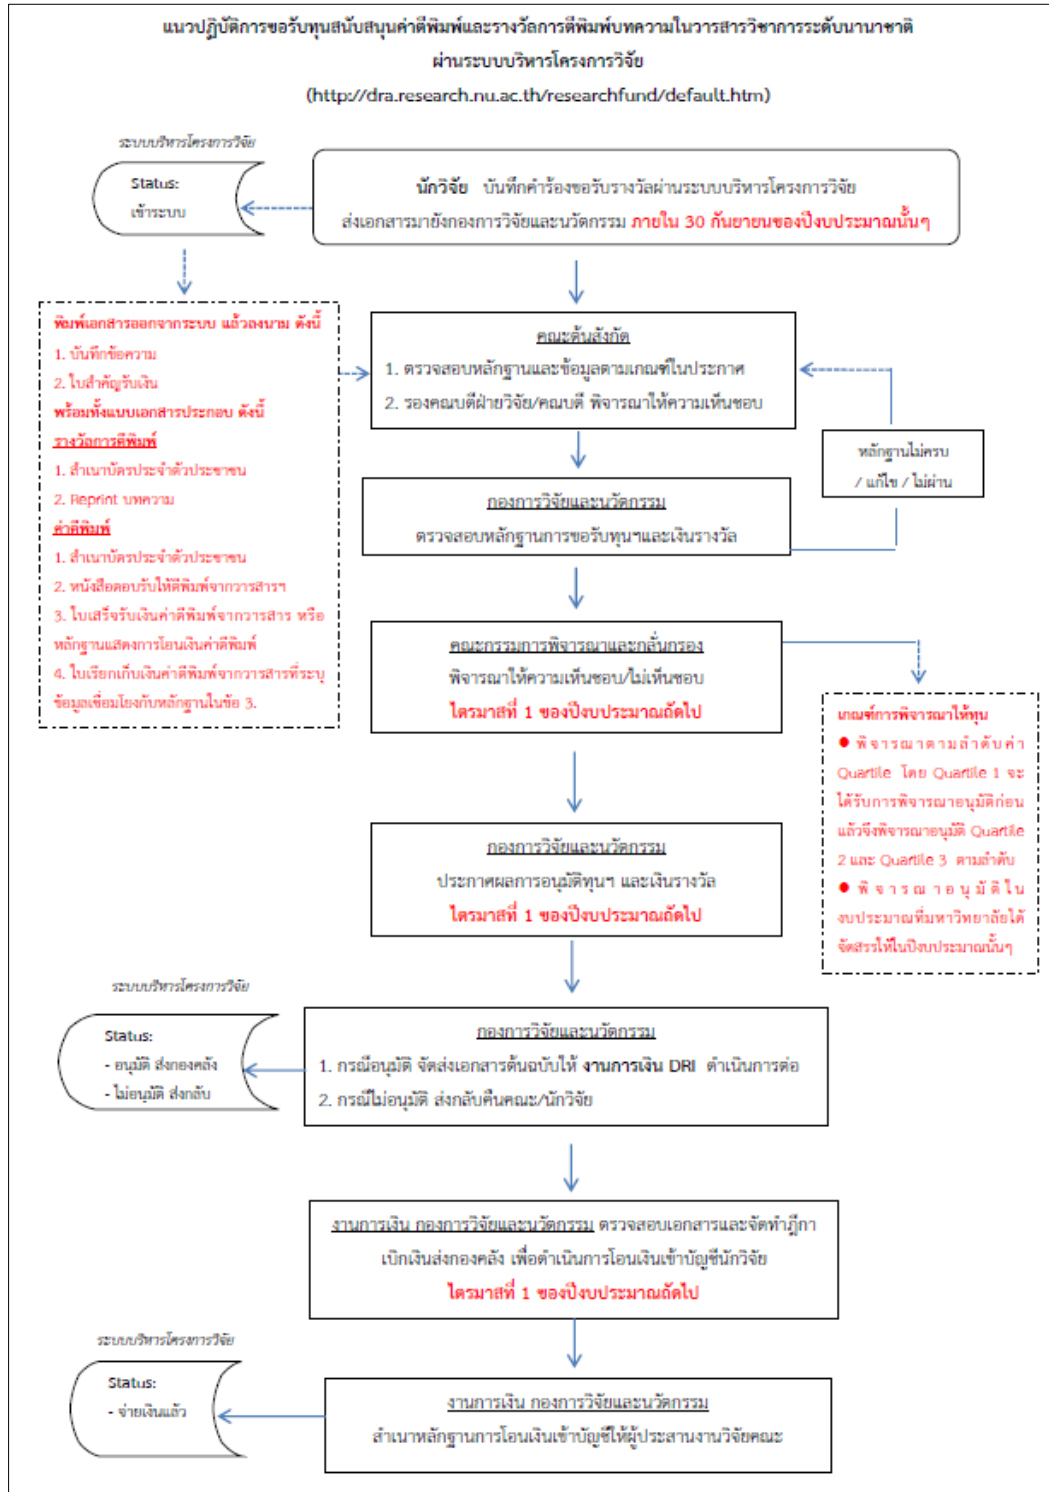 แนวปฏิบัติการขอรับทุนสนับสนุนค่าตีพิมพ์และรางวัลการตีพิมพ์บทความในวารสารวิชาการระดับนานาชาติ
ผ่านระบบบริหารโครงการวิจัย
(http://dra.research.nu.ac.th/researchfund/default.htm)
ระบบบริหารโครงการวิจัย
Status:
เข้าระบบ
นักวิจัย บันทึกคำร้องขอรับรางวัลผ่านระบบบริหารโครงการวิจัย
ส่งเอกสารมายังกองการวิจัยและนวัตกรรม ภายใน 30 กันยายนของปีงบประมาณนั้นๆ
พิมพ์เอกสารออกจากระบบ แล้วลงนาม ดังนี้
1. บันทึกข้อความ
2. ใบสำคัญรับเงิน
พร้อมทั้งแนบเอกสารประกอบ ดังนี้
รางวัลการตีพิมพ์
1. สำเนาบัตรประจำตัวประชาชน
2. Reprint บทความ
ค่าตีพิมพ์
1. สำเนาบัตรประจำตัวประชาชน
2. หนังสือตอบรับให้ตีพิมพ์จากวารสารฯ
3. ใบเสร็จรับเงินค่าตีพิมพ์จากวารสาร หรือ
หลักฐานแสดงการโอนเงินค่าตีพิมพ์
4. ใบเรียกเก็บเงินค่าตีพิมพ์จากวารสารที่ระบุ
ข้อมูลเชื่อมโยงกับหลักฐานในข้อ 3.
คณะต้นสังกัด
1. ตรวจสอบหลักฐานและข้อมูลตามเกณฑ์ในประกาศ
2. รองคณบดีฝ่ายวิจัย/คณบดี พิจารณาให้ความเห็นชอบ
หลักฐานไม่ครบ
/ แก้ไข / ไม่ผ่าน
กองการวิจัยและนวัตกรรม
ตรวจสอบหลักฐานการขอรับทุนฯและเงินรางวัล
คณะกรรมการพิจารณาและกลั่นกรอง
พิจารณาให้ความเห็นชอบ/ไม่เห็นชอบ
ไตรมาสที่ 1 ของปีงบประมาณถัดไป
เกณฑ์การพิจารณาให้ทุน
● พิจารณาตามลำดับค่า
Quartile โดย Quartile 1 จะ
ได้รับการพิจารณาอนุมัติก่อน
แล้วจึงพิจารณาอนุมัติ Quartile
2 และ Quartile 3 ตามลำดับ
● พิจารณาอนุมัติใน
งบประมาณที่มหาวิทยาลัยได้
จัดสรรให้ในปีงบประมาณนั้นๆ
กองการวิจัยและนวัตกรรม
ประกาศผลการอนุมัติทุนฯ และเงินรางวัล
ไตรมาสที่ 1 ของปีงบประมาณถัดไป
ระบบบริหารโครงการวิจัย
Status:
- อนุมัติ ส่งกองคลัง
- ไม่อนุมัติ ส่งกลับ
กองการวิจัยและนวัตกรรม
1. กรณีอนุมัติ จัดส่งเอกสารต้นฉบับให้ งานการเงิน DRI ดำเนินการต่อ
2. กรณีไม่อนุมัติ ส่งกลับคืนคณะ/นักวิจัย
งานการเงิน กองการวิจัยและนวัตกรรม ตรวจสอบเอกสารและจัดทำฎีกา
เบิกเงินส่งกองคลัง เพื่อดำเนินการโอนเงินเข้าบัญชีนักวิจัย
ไตรมาสที่ 1 ของปีงบประมาณถัดไป
ระบบบริหารโครงการวิจัย
Status:
- จ่ายเงินแล้ว
งานการเงิน กองการวิจัยและนวัตกรรม
สำเนาหลักฐานการโอนเงินเข้าบัญชีให้ผู้ประสานงานวิจัยคณะ